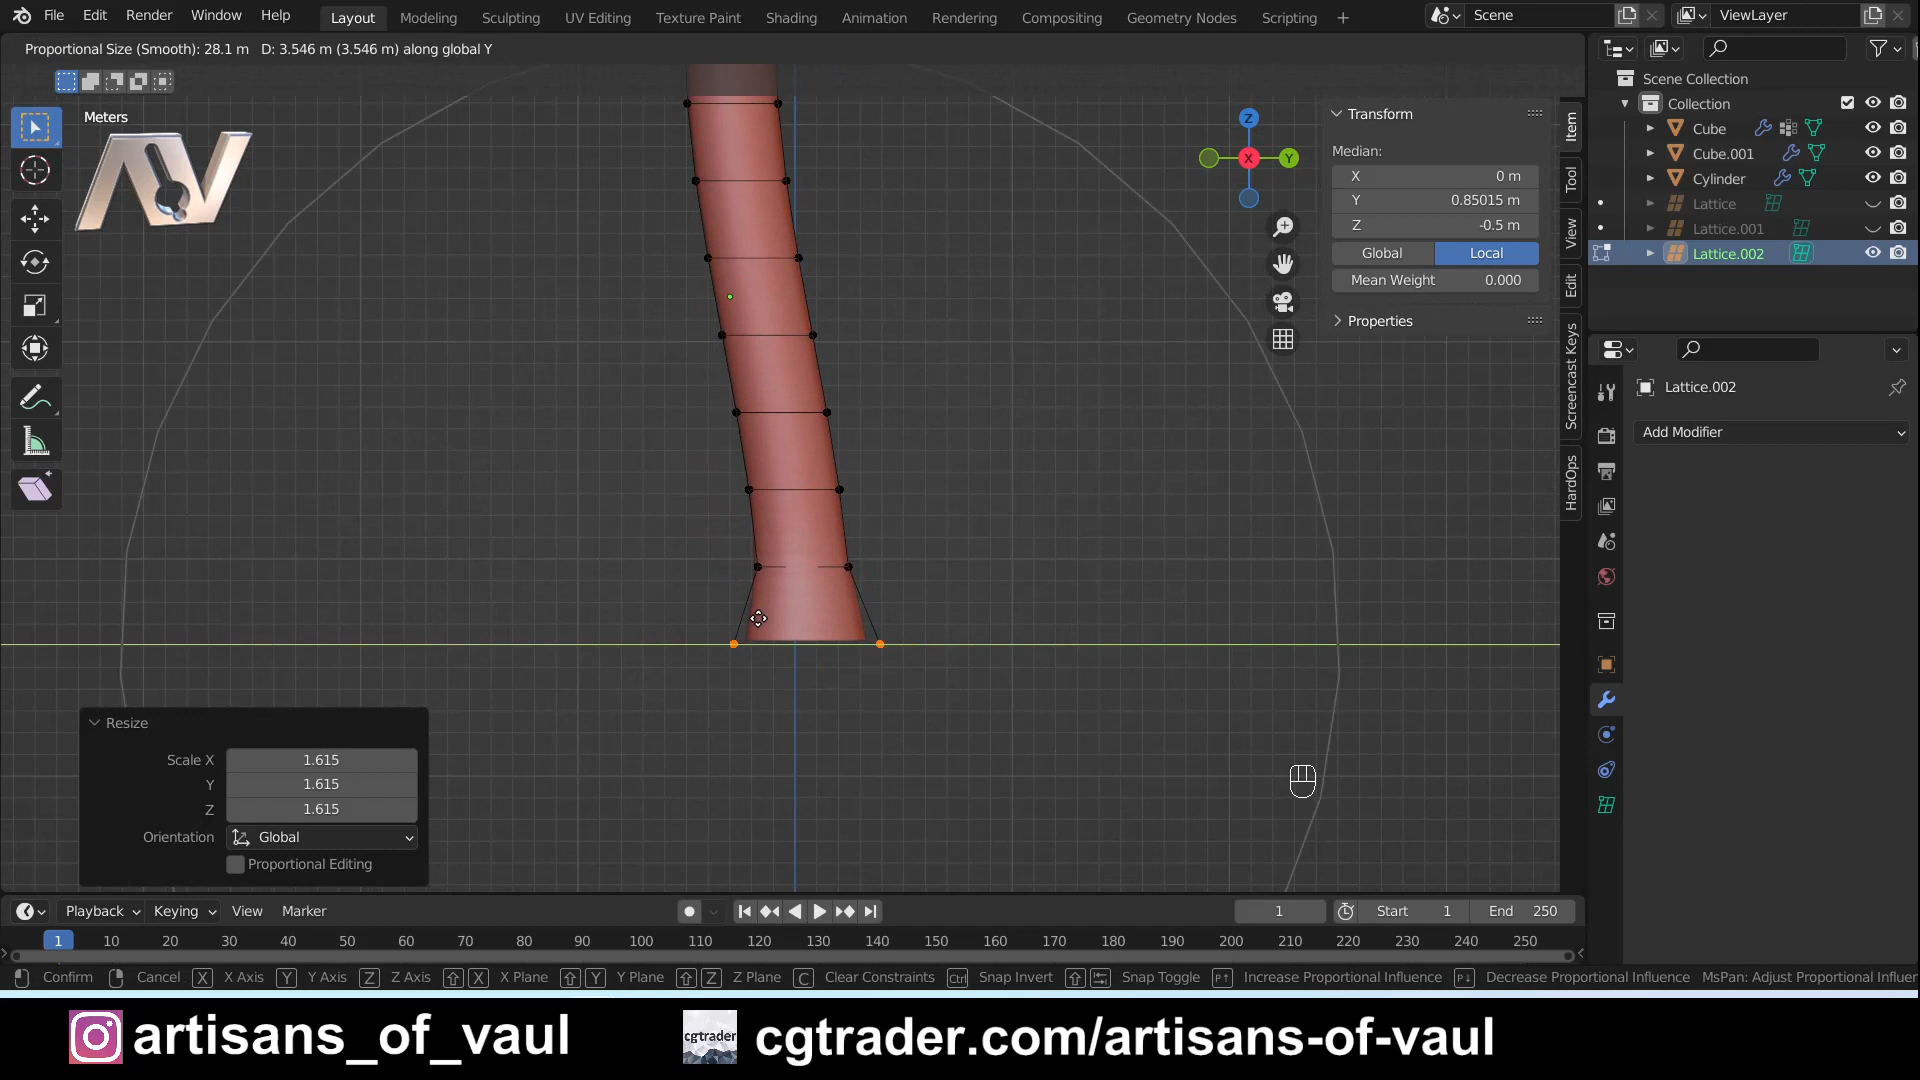 File Edit Render Window Help Layout Modeling Sculpting UV Editing Texture Paint Shading Animation Rendering Compositing Geometry Nodes Scripting + Scene ViewLayer
Proportional Size (Smooth): 28.1 m D: 3.546 m (3.546 m) along global Y
Meters
AV
Z
X
Y
Transform
Median:
X 0 m
Y 0.85015 m
Z -0.5 m
Global Local
Mean Weight 0.000
Properties
Item
Tool
View
Edit
Screencast Keys
HardOps
Scene Collection
Collection
Cube
Cube.001
Cylinder
Lattice
Lattice.001
Lattice.002
Lattice.002
Add Modifier
Resize
Scale X 1.615
Y 1.615
Z 1.615
Orientation Global
Proportional Editing
Playback Keying View Marker 1 Start 1 End 250
1 10 20 30 40 50 60 70 80 90 100 110 120 130 140 150 160 170 180 190 200 210 220 230 240 250
Confirm Cancel X X Axis Y Y Axis Z Z Axis X X Plane Y Y Plane Z Z Plane C Clear Constraints Ctrl Snap Invert Snap Toggle Increase Proportional Influence Decrease Proportional Influence MsPan: Adjust Proportional Influer
artisans_of_vaul
cgtrader cgtrader.com/artisans-of-vaul